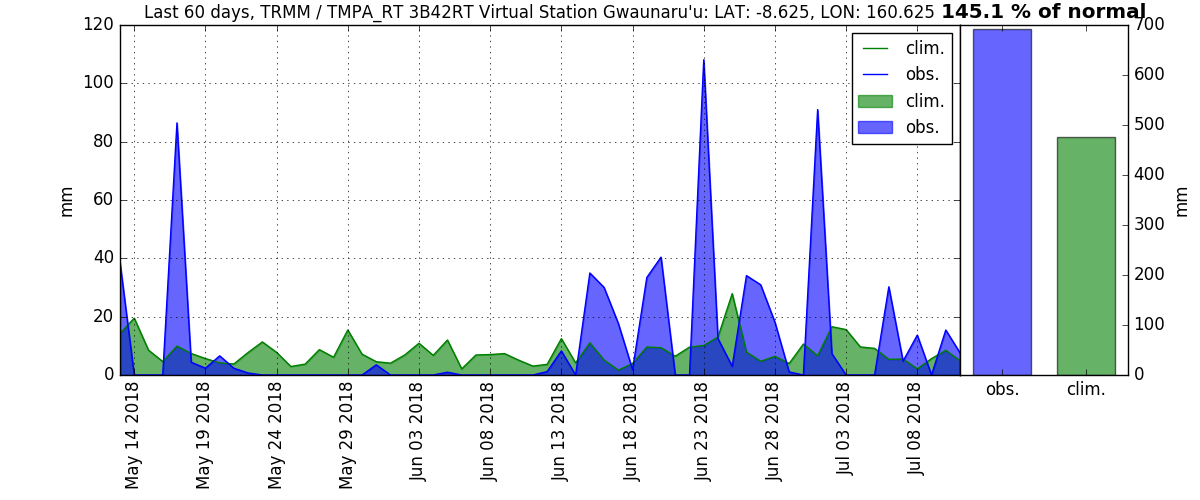 Last 60 days, TRMM / TMPA_RT 3B42RT Virtual Station Gwaunaru'u: LAT: -8.625, LON: 160.625 145.1 % of normal
120
100
80
60
40
20
0
mm
clim.
obs.
clim.
obs.
700
600
500
400
300
200
100
0
mm
May 14 2018
May 19 2018
May 24 2018
May 29 2018
Jun 03 2018
Jun 08 2018
Jun 13 2018
Jun 18 2018
Jun 23 2018
Jun 28 2018
Jul 03 2018
Jul 08 2018
obs.
clim.